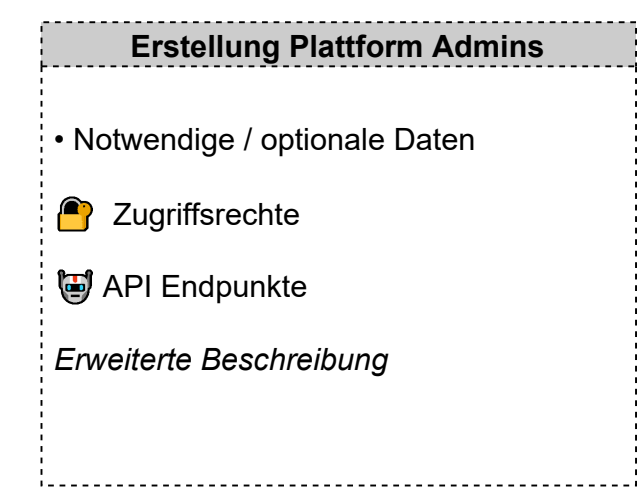 Erstellung Plattform Admins
• Notwendige / optionale Daten
Zugriffsrechte
API Endpunkte
Erweiterte Beschreibung